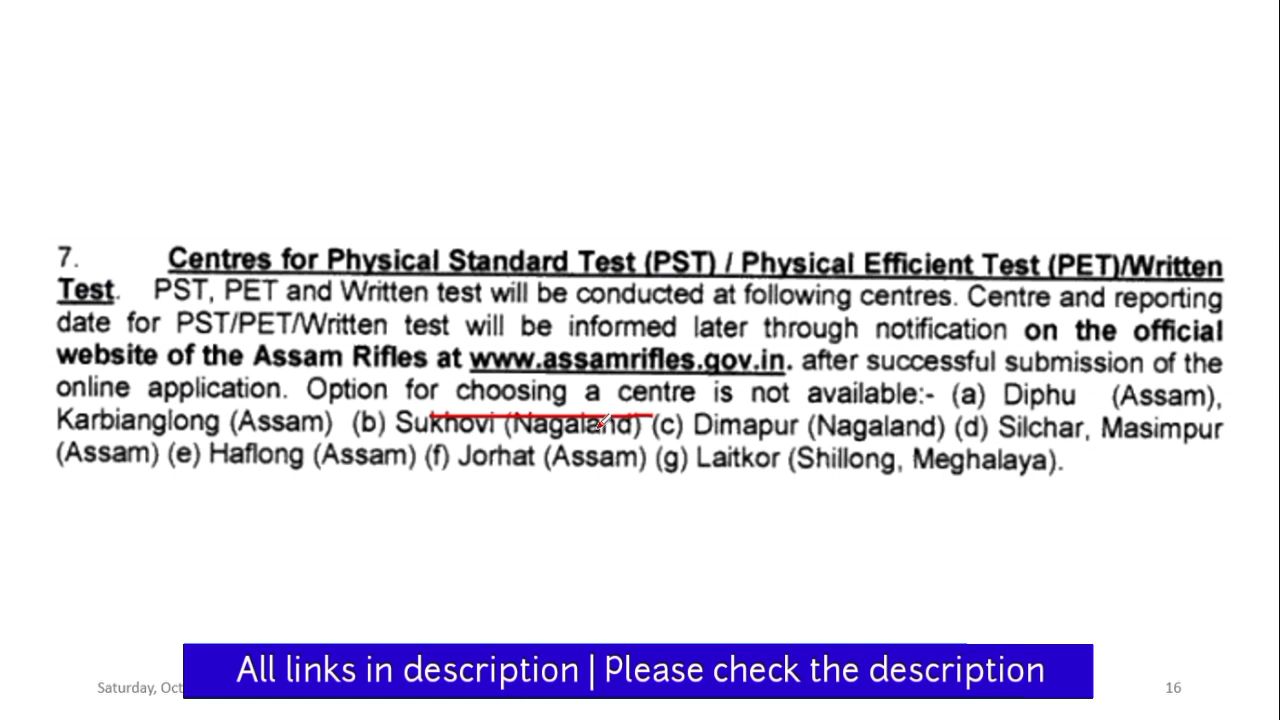 7. Centres for Physical Standard Test (PST) / Physical Efficient Test (PET)/Written
Test. PST, PET and Written test will be conducted at following centres. Centre and reporting
date for PST/PET/Written test will be informed later through notification on the official
website of the Assam Rifles at www.assamrifles.gov.in. after successful submission of the
online application. Option for choosing a centre is not available:- (a) Diphu (Assam),
Karbianglong (Assam) (b) Sukhovi (Nagaland) (c) Dimapur (Nagaland) (d) Silchar, Masimpur
(Assam) (e) Haflong (Assam) (f) Jorhat (Assam) (g) Laitkor (Shillong, Meghalaya).
All links in description | Please check the description
Saturday, Oct
16